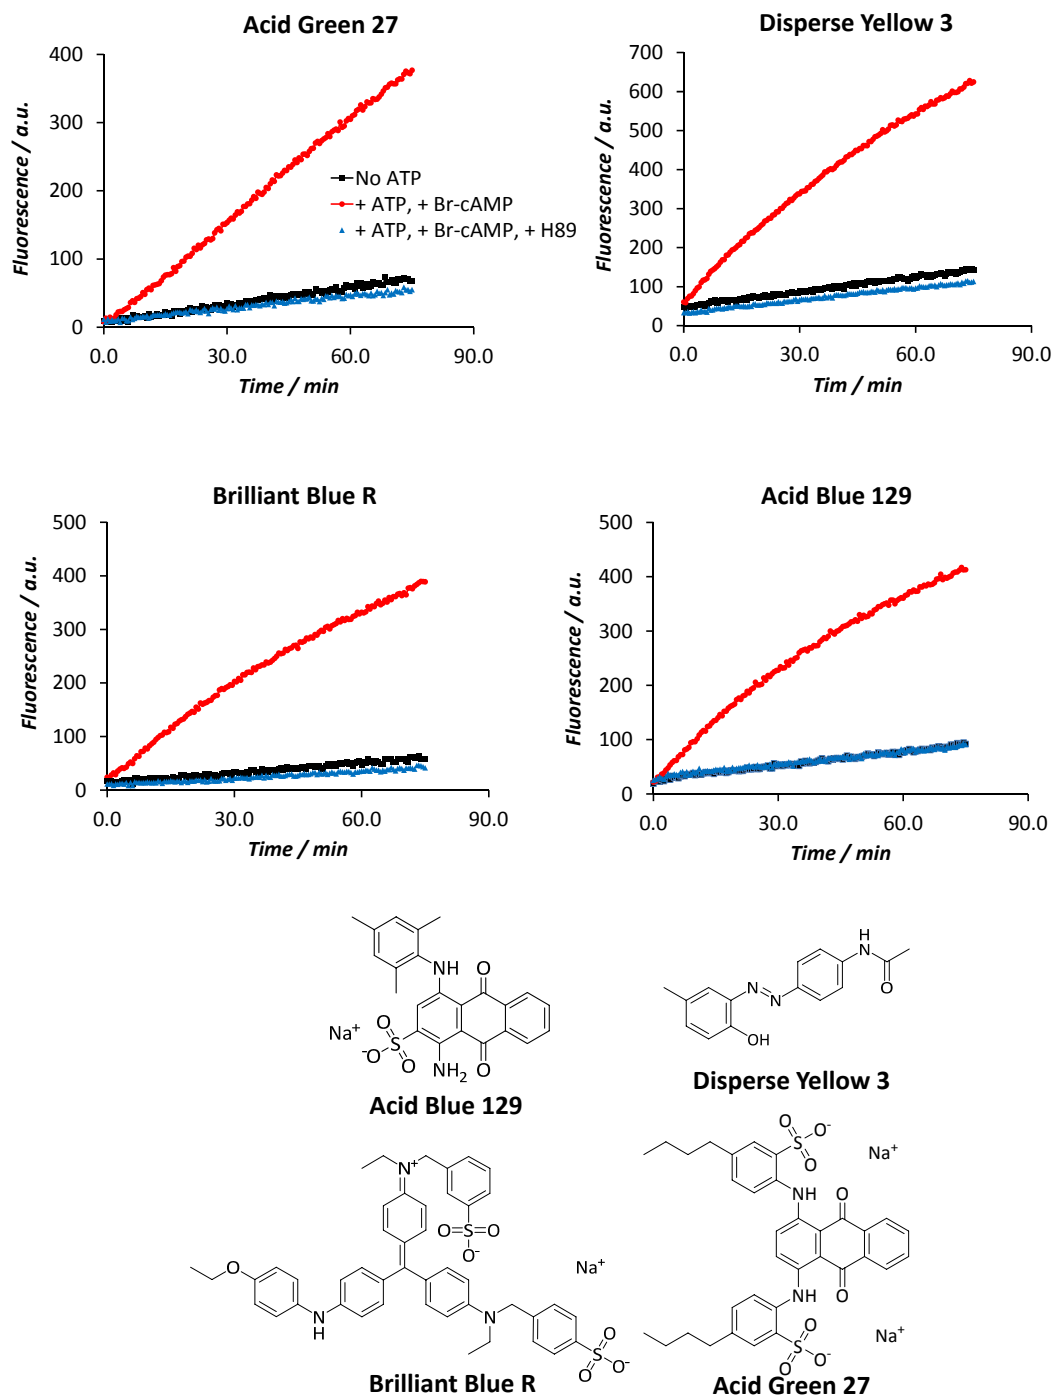 Acid Green 27
400
300
200
100
0
0.0 30.0 60.0 90.0
Fluorescence / a.u.
Time / min
No ATP
+ ATP, + Br-cAMP
+ ATP, + Br-cAMP, + H89
Disperse Yellow 3
700
600
500
400
300
200
100
0
0.0 30.0 60.0 90.0
Fluorescence / a.u.
Tim / min
Brilliant Blue R
500
400
300
200
100
0
0.0 30.0 60.0 90.0
Fluorescence / a.u.
Time / min
Acid Blue 129
500
400
300
200
100
0
0.0 30.0 60.0 90.0
Fluorescence / a.u.
Time / min
NH O
Na+
O
S
-O O
NH2 O
Acid Blue 129
H
N
O
N
N
OH
Disperse Yellow 3
N+
O S O
O-
O
N
H
Na+
N
O
S
O O-
Brilliant Blue R
O O-
S
O
Na+
NH O
NH O
O
S
O O-
Na+
Acid Green 27